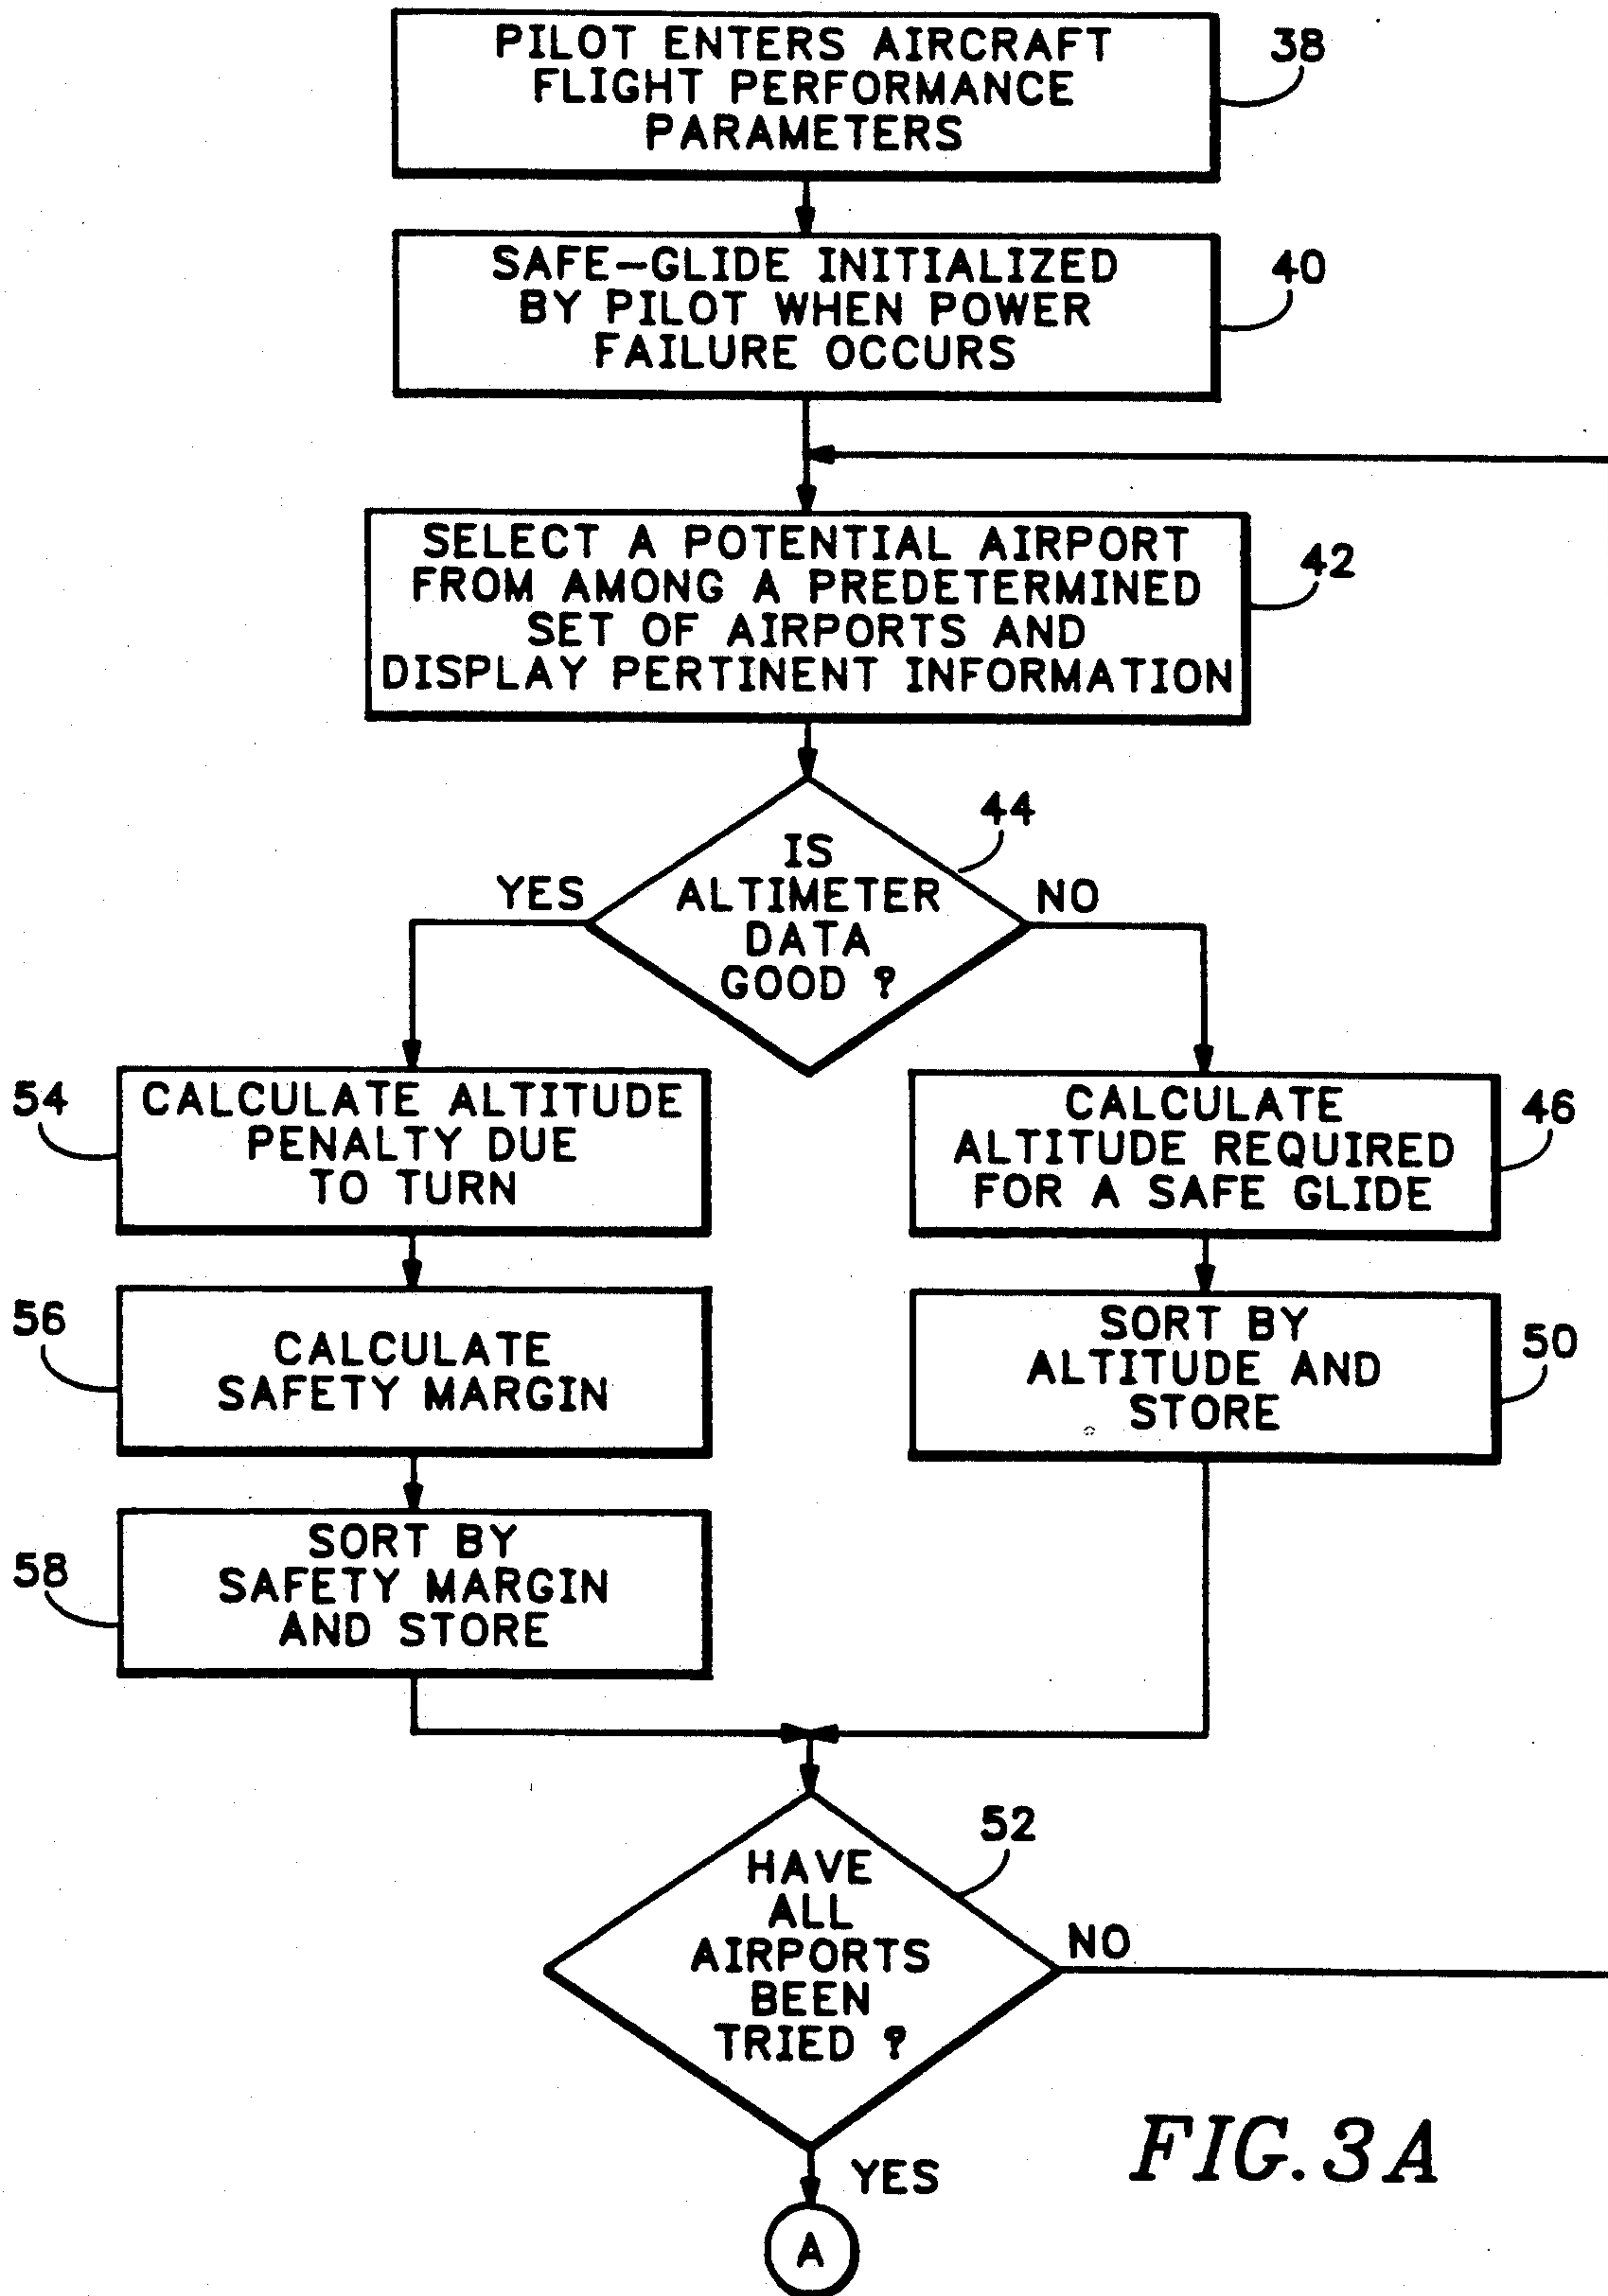 PILOT ENTERS AIRCRAFT
FLIGHT PERFORMANCE
PARAMETERS
38
SAFE-GLIDE INITIALIZED
BY PILOT WHEN POWER
FAILURE OCCURS
40
SELECT A POTENTIAL AIRPORT
FROM AMONG A PREDETERMINED
SET OF AIRPORTS AND
DISPLAY PERTINENT INFORMATION
42
44
IS
ALTIMETER
DATA
GOOD ?
YES
NO
54
CALCULATE ALTITUDE
PENALTY DUE
TO TURN
CALCULATE
ALTITUDE REQUIRED
FOR A SAFE GLIDE
46
56
CALCULATE
SAFETY MARGIN
SORT BY
ALTITUDE AND
STORE
50
58
SORT BY
SAFETY MARGIN
AND STORE
52
HAVE
ALL
AIRPORTS
BEEN
TRIED ?
NO
YES
A
FIG. 3A